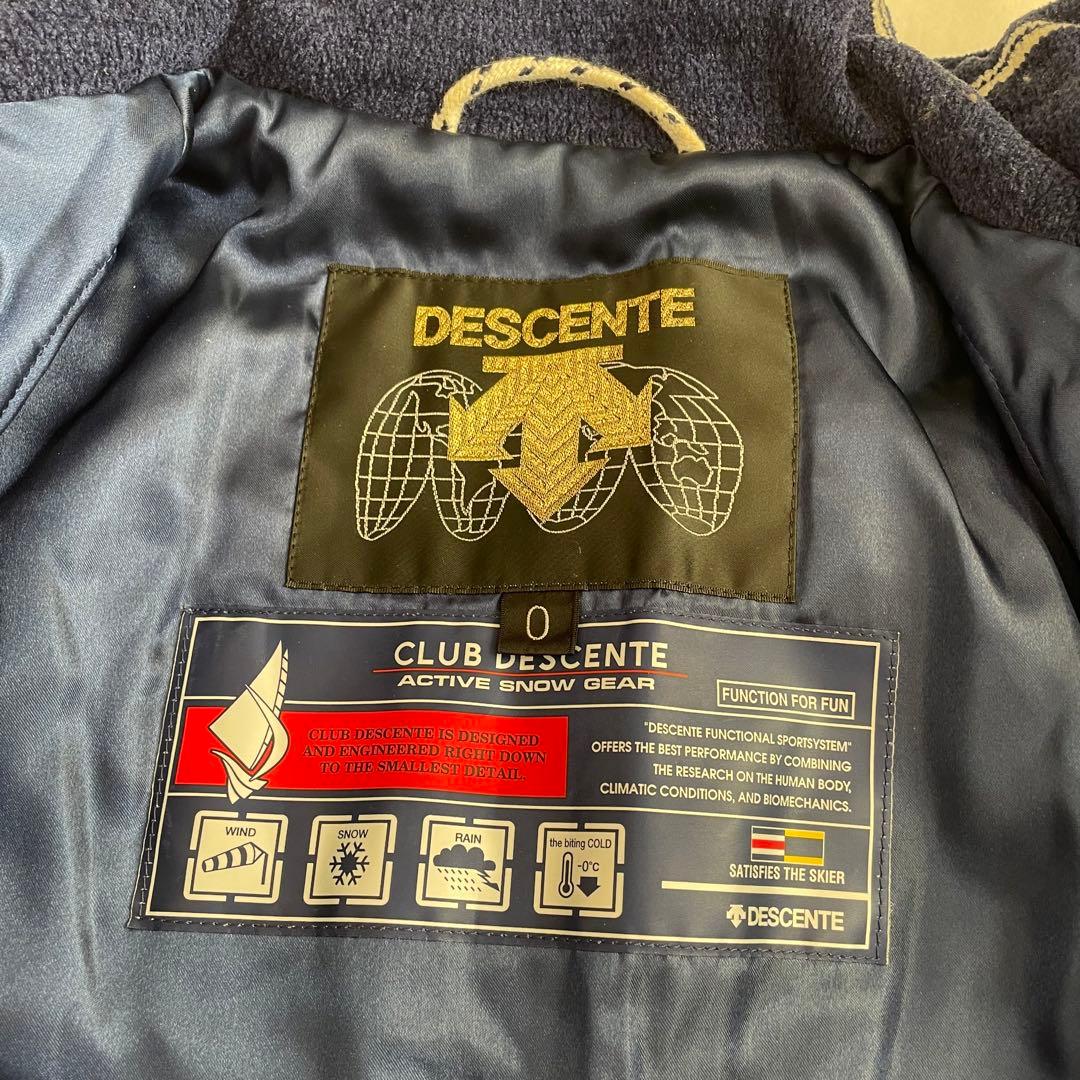 DESCENTE
0
CLUB DESCENTE
ACTIVE SNOW GEAR
FUNCTION FOR FUN
CLUB DESCENTE IS DESIGNED
AND ENGINEERED RIGHT DOWN
TO THE SMALLEST DETAIL.
"DESCENTE FUNCTIONAL SPORTSYSTEM"
OFFERS THE BEST PERFORMANCE BY COMBINING
THE RESEARCH ON THE HUMAN BODY,
CLIMATIC CONDITIONS, AND BIOMECHANICS.
WIND
SNOW
RAIN
the biting COLD
-0°C
SATISFIES THE SKIER
DESCENTE